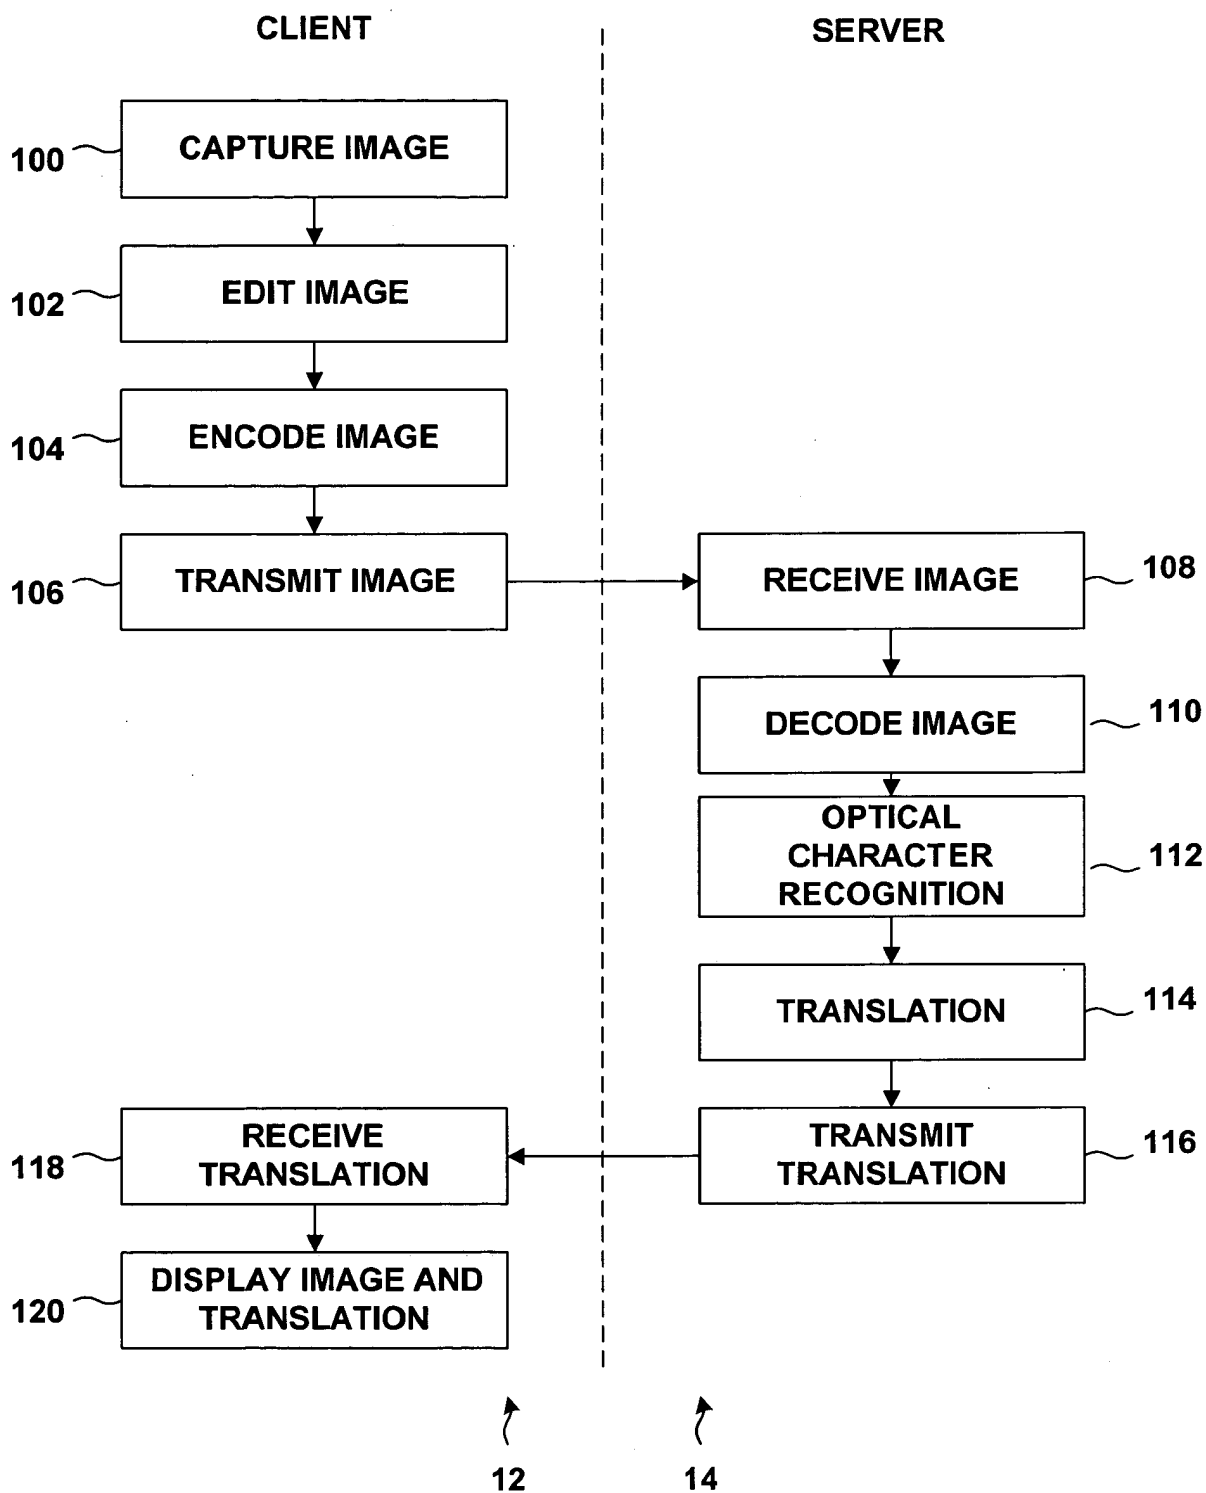 CLIENT
SERVER
100
CAPTURE IMAGE
102
EDIT IMAGE
104
ENCODE IMAGE
106
TRANSMIT IMAGE
RECEIVE IMAGE
108
DECODE IMAGE
110
OPTICAL
CHARACTER
RECOGNITION
112
TRANSLATION
114
TRANSMIT
TRANSLATION
116
118
RECEIVE
TRANSLATION
120
DISPLAY IMAGE AND
TRANSLATION
12
14